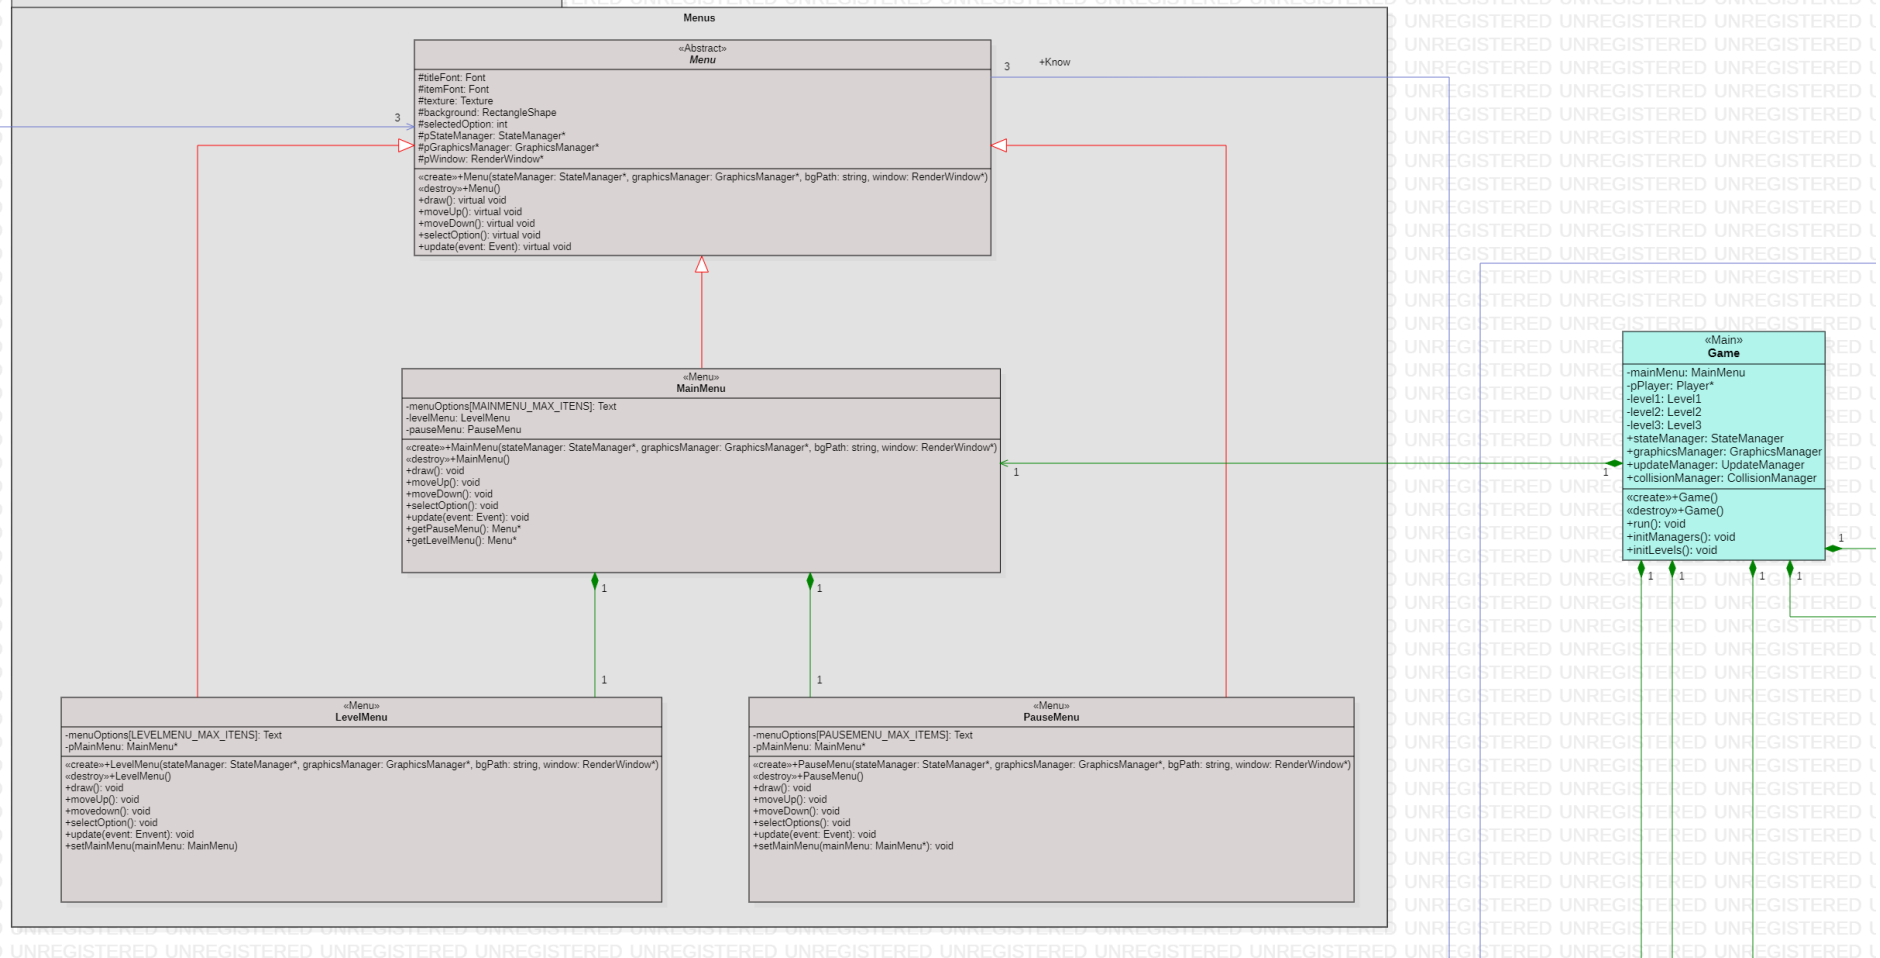 Menus
«Abstract»
Menu
#titleFont: Font
#itemFont: Font
#texture: Texture
#background: RectangleShape
#selectedOption: int
#pStateManager: StateManager*
#pGraphicsManager: GraphicsManager*
#pWindow: RenderWindow*
«create»+Menu(stateManager: StateManager*, graphicsManager: GraphicsManager*, bgPath: string, window: RenderWindow*)
«destroy»+Menu()
+draw(): virtual void
+moveUp(): virtual void
+moveDown(): virtual void
+selectOption(): virtual void
+update(event: Event): virtual void
3
3
+Know
«Menu»
MainMenu
-menuOptions[MAINMENU_MAX_ITENS]: Text
-levelMenu: LevelMenu
-pauseMenu: PauseMenu
«create»+MainMenu(stateManager: StateManager*, graphicsManager: GraphicsManager*, bgPath: string, window: RenderWindow*)
«destroy»+MainMenu()
+draw(): void
+moveUp(): void
+moveDown(): void
+selectOption(): void
+update(event: Event): void
+getPauseMenu(): Menu*
+getLevelMenu(): Menu*
1
1
«Main»
Game
-mainMenu: MainMenu
-pPlayer: Player*
-level1: Level1
-level2: Level2
-level3: Level3
+stateManager: StateManager
+graphicsManager: GraphicsManager
+updateManager: UpdateManager
+collisionManager: CollisionManager
«create»+Game()
«destroy»+Game()
+run(): void
+initManagers(): void
+initLevels(): void
1
1
1
1
1
1
1
1
1
«Menu»
LevelMenu
-menuOptions[LEVELMENU_MAX_ITENS]: Text
-pMainMenu: MainMenu*
«create»+LevelMenu(stateManager: StateManager*, graphicsManager: GraphicsManager*, bgPath: string, window: RenderWindow*)
«destroy»+LevelMenu()
+draw(): void
+moveUp(): void
+movedown(): void
+selectOption(): void
+update(event: Envent): void
+setMainMenu(mainMenu: MainMenu)
«Menu»
PauseMenu
-menuOptions[PAUSEMENU_MAX_ITEMS]: Text
-pMainMenu: MainMenu*
«create»+PauseMenu(stateManager: StateManager*, graphicsManager: GraphicsManager*, bgPath: string, window: RenderWindow*)
«destroy»+PauseMenu()
+draw(): void
+moveUp(): void
+moveDown(): void
+selectOptions(): void
+update(event: Event): void
+setMainMenu(mainMenu: MainMenu*): void
UNREGISTERED UNREGISTERED UNREGISTERED UNREGISTERED UNREGISTERED UNREGISTERED UNREGISTERED UNREGISTERED UNREGISTERED UNREGISTERED UNREGISTERED UNREGISTERED